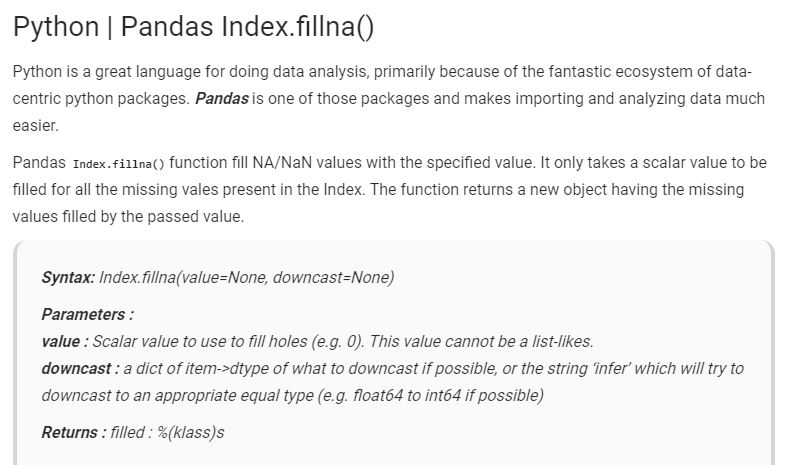 Python | Pandas Index.fillna()
Python is a great language for doing data analysis, primarily because of the fantastic ecosystem of data-
centric python packages. Pandas is one of those packages and makes importing and analyzing data much
easier.
Pandas Index.fillna() function fill NA/NaN values with the specified value. It only takes a scalar value to be
filled for all the missing vales present in the Index. The function returns a new object having the missing
values filled by the passed value.
Syntax: Index.fillna(value=None, downcast=None)
Parameters :
value : Scalar value to use to fill holes (e.g. 0). This value cannot be a list-likes.
downcast : a dict of item->dtype of what to downcast if possible, or the string ‘infer’ which will try to
downcast to an appropriate equal type (e.g. float64 to int64 if possible)
Returns : filled : %(klass)s